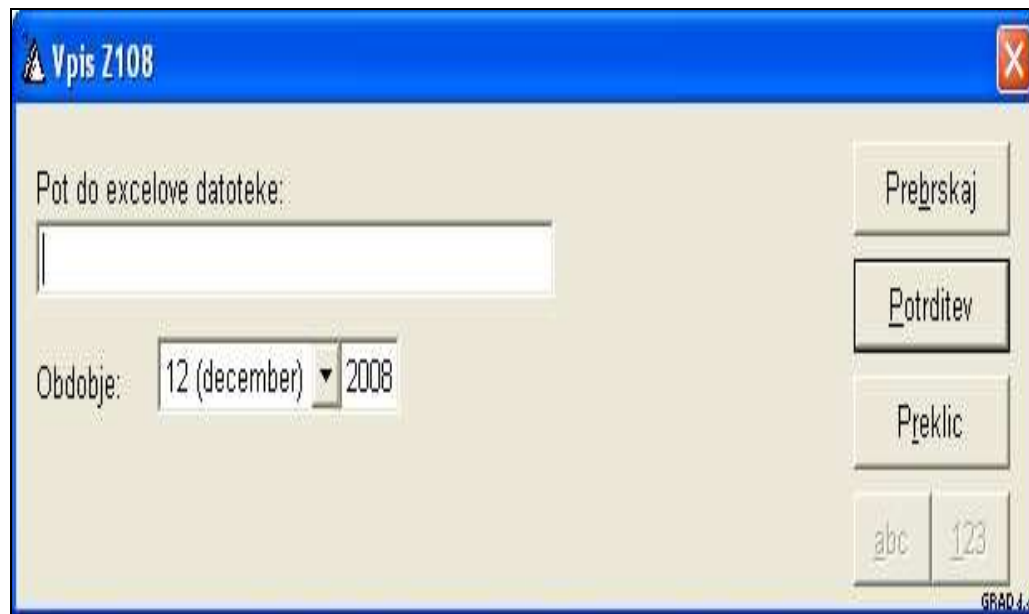 Vpis Z108
Pot do excelove datoteke:
Prebrskaj
Potrditev
Obdobje: 12 (december) 2008
Preklic
abc 123